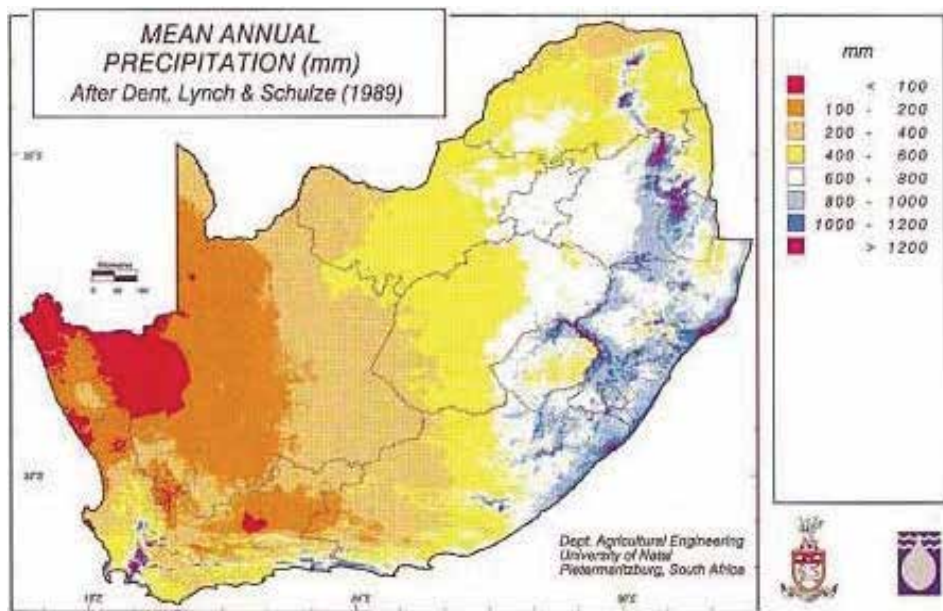 MEAN ANNUAL
PRECIPITATION (mm)
After Dent, Lynch & Schulze (1989)
mm
< 100
100 - 200
200 - 400
400 - 600
600 - 800
800 - 1000
1000 - 1200
> 1200
Dept. Agricultural Engineering
University of Natal
Pietermaritzburg, South Africa